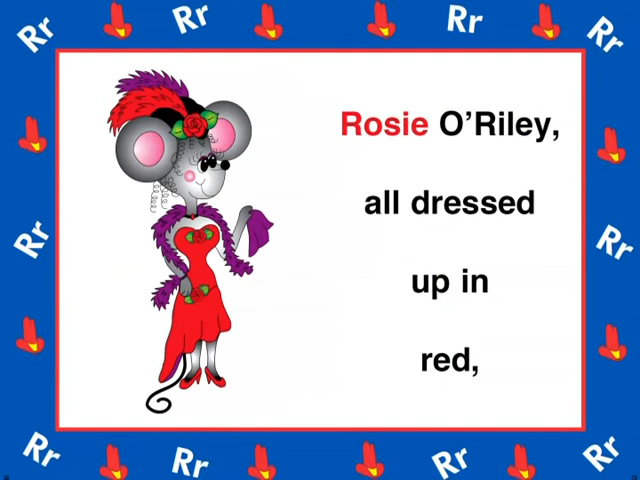 Rr Rr Rr Rr
Rosie O’Riley,
all dressed
Rr Rr
up in
red,
Rr Rr Rr Rr